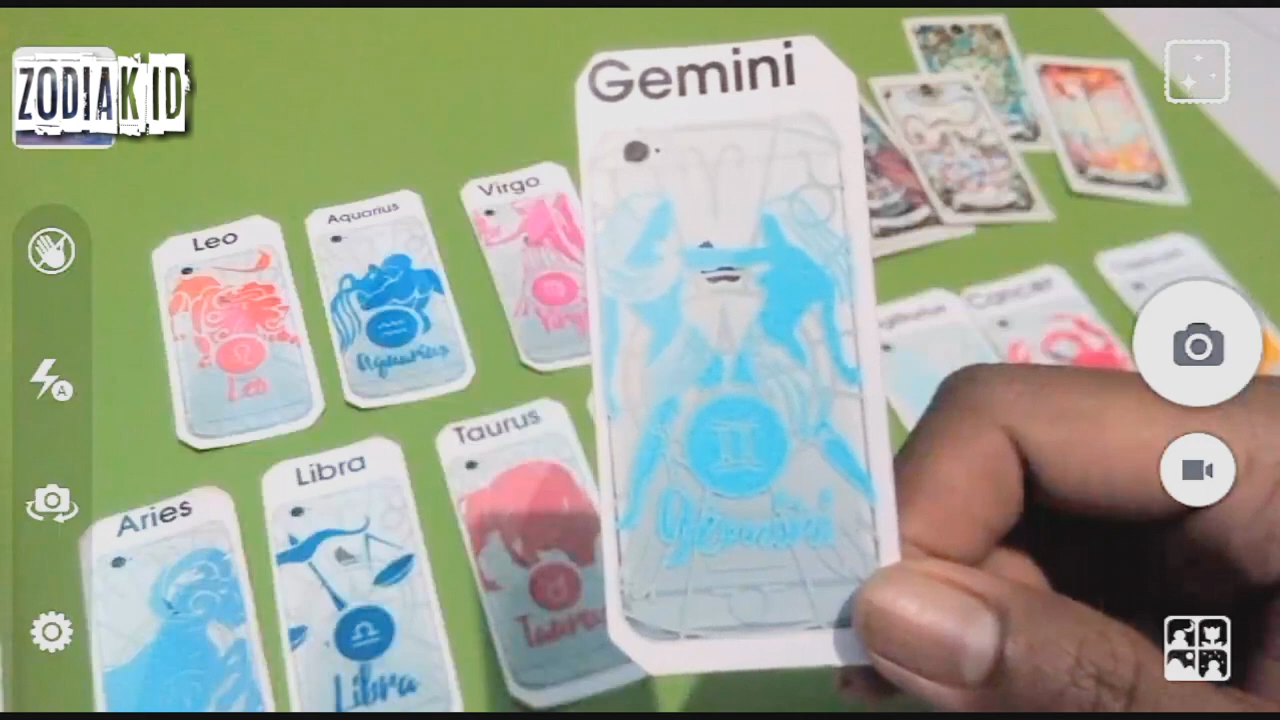 ZODIAK ID
Gemini
Gemini
Virgo
Aquarius
Aquarius
Leo
Leo
Cancer
Taurus
Taurus
Libra
Libra
Aries
A